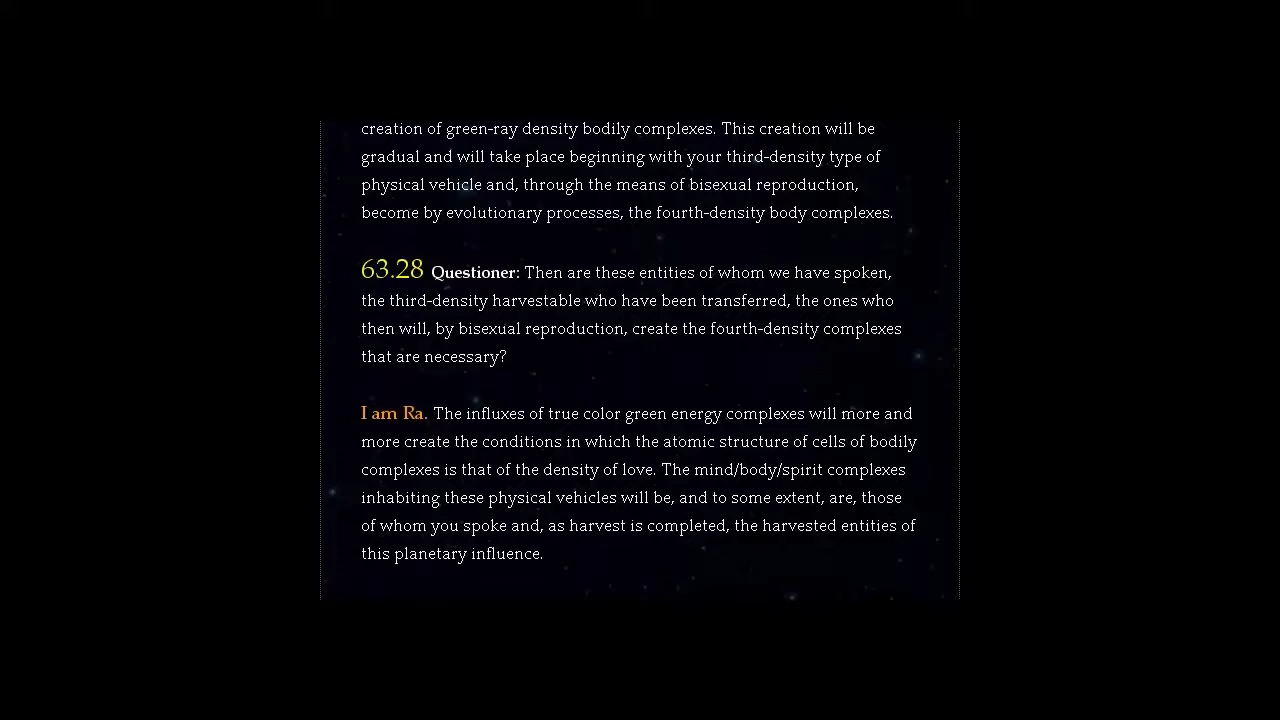 creation of green-ray density bodily complexes. This creation will be
gradual and will take place beginning with your third-density type of
physical vehicle and, through the means of bisexual reproduction,
become by evolutionary processes, the fourth-density body complexes.
63.28 Questioner: Then are these entities of whom we have spoken,
the third-density harvestable who have been transferred, the ones who
then will, by bisexual reproduction, create the fourth-density complexes
that are necessary?
I am Ra. The influxes of true color green energy complexes will more and
more create the conditions in which the atomic structure of cells of bodily
complexes is that of the density of love. The mind/body/spirit complexes
inhabiting these physical vehicles will be, and to some extent, are, those
of whom you spoke and, as harvest is completed, the harvested entities of
this planetary influence.